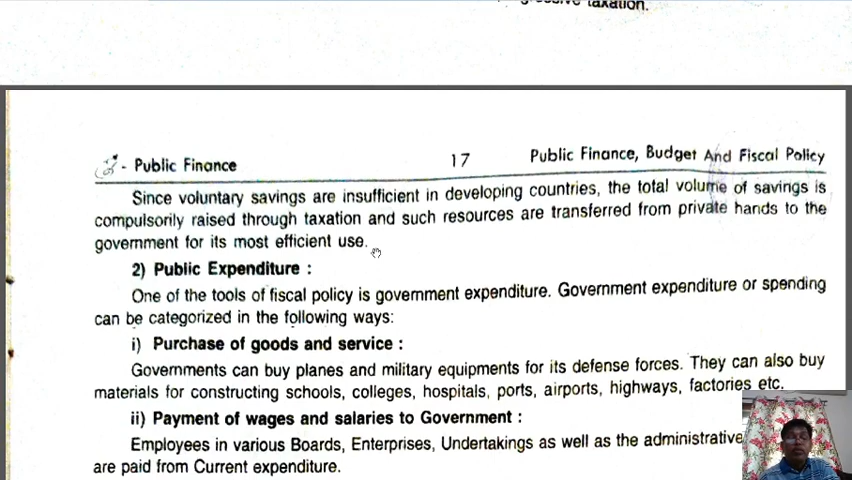 taxation.
- Public Finance
17
Public Finance, Budget And Fiscal Policy
Since voluntary savings are insufficient in developing countries, the total volume of savings is
compulsorily raised through taxation and such resources are transferred from private hands to the
government for its most efficient use.
2) Public Expenditure :
One of the tools of fiscal policy is government expenditure. Government expenditure or spending
can be categorized in the following ways:
i) Purchase of goods and service :
Governments can buy planes and military equipments for its defense forces. They can also buy
materials for constructing schools, colleges, hospitals, ports, airports, highways, factories etc.
ii) Payment of wages and salaries to Government :
Employees in various Boards, Enterprises, Undertakings as well as the administrative
are paid from Current expenditure.